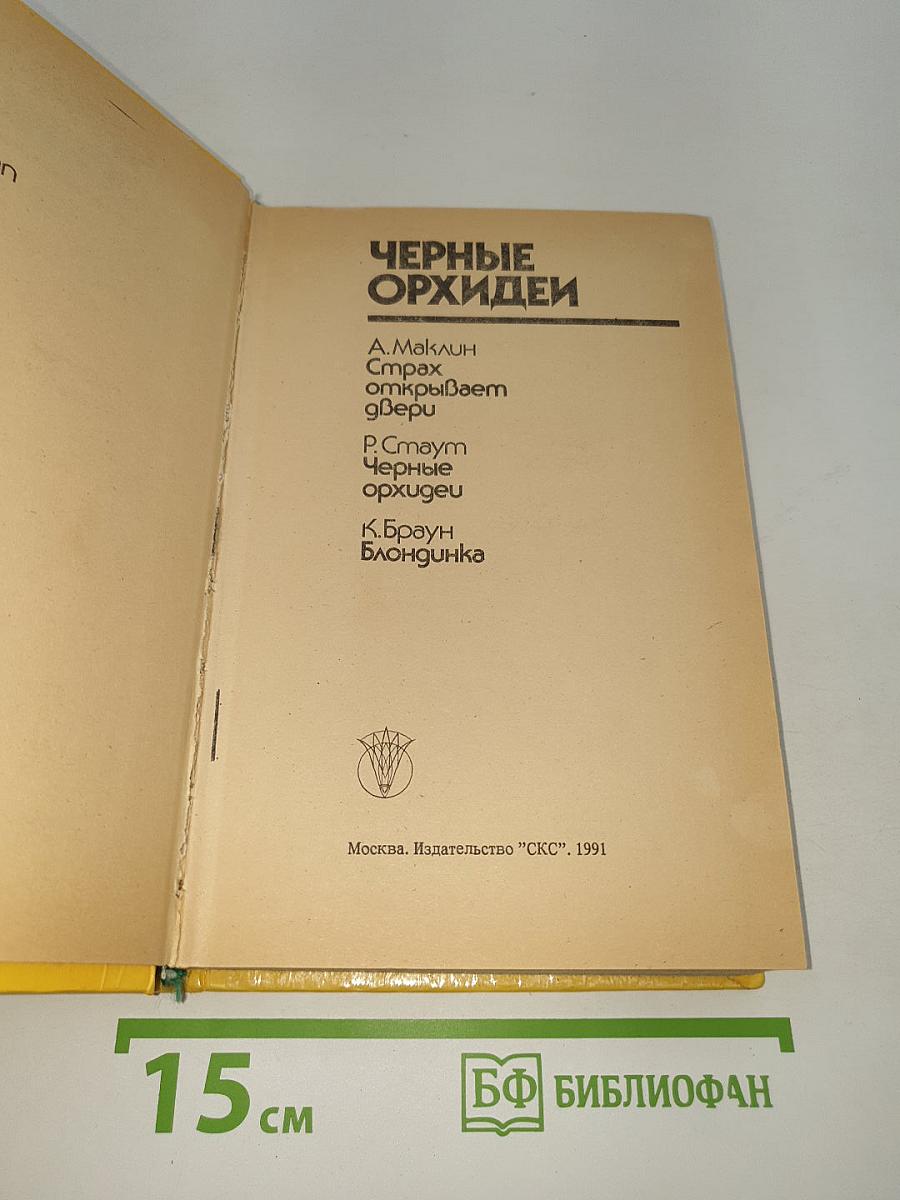 ЧЕРНЫЕ
ОРХИДЕИ
А. Маклин
Страх
открывает
двери
Р. Стаут
Черные
орхидеи
К. Браун
Блондинка
Москва. Издательство "СКС". 1991
15 см
БФ БИБЛИОФАН